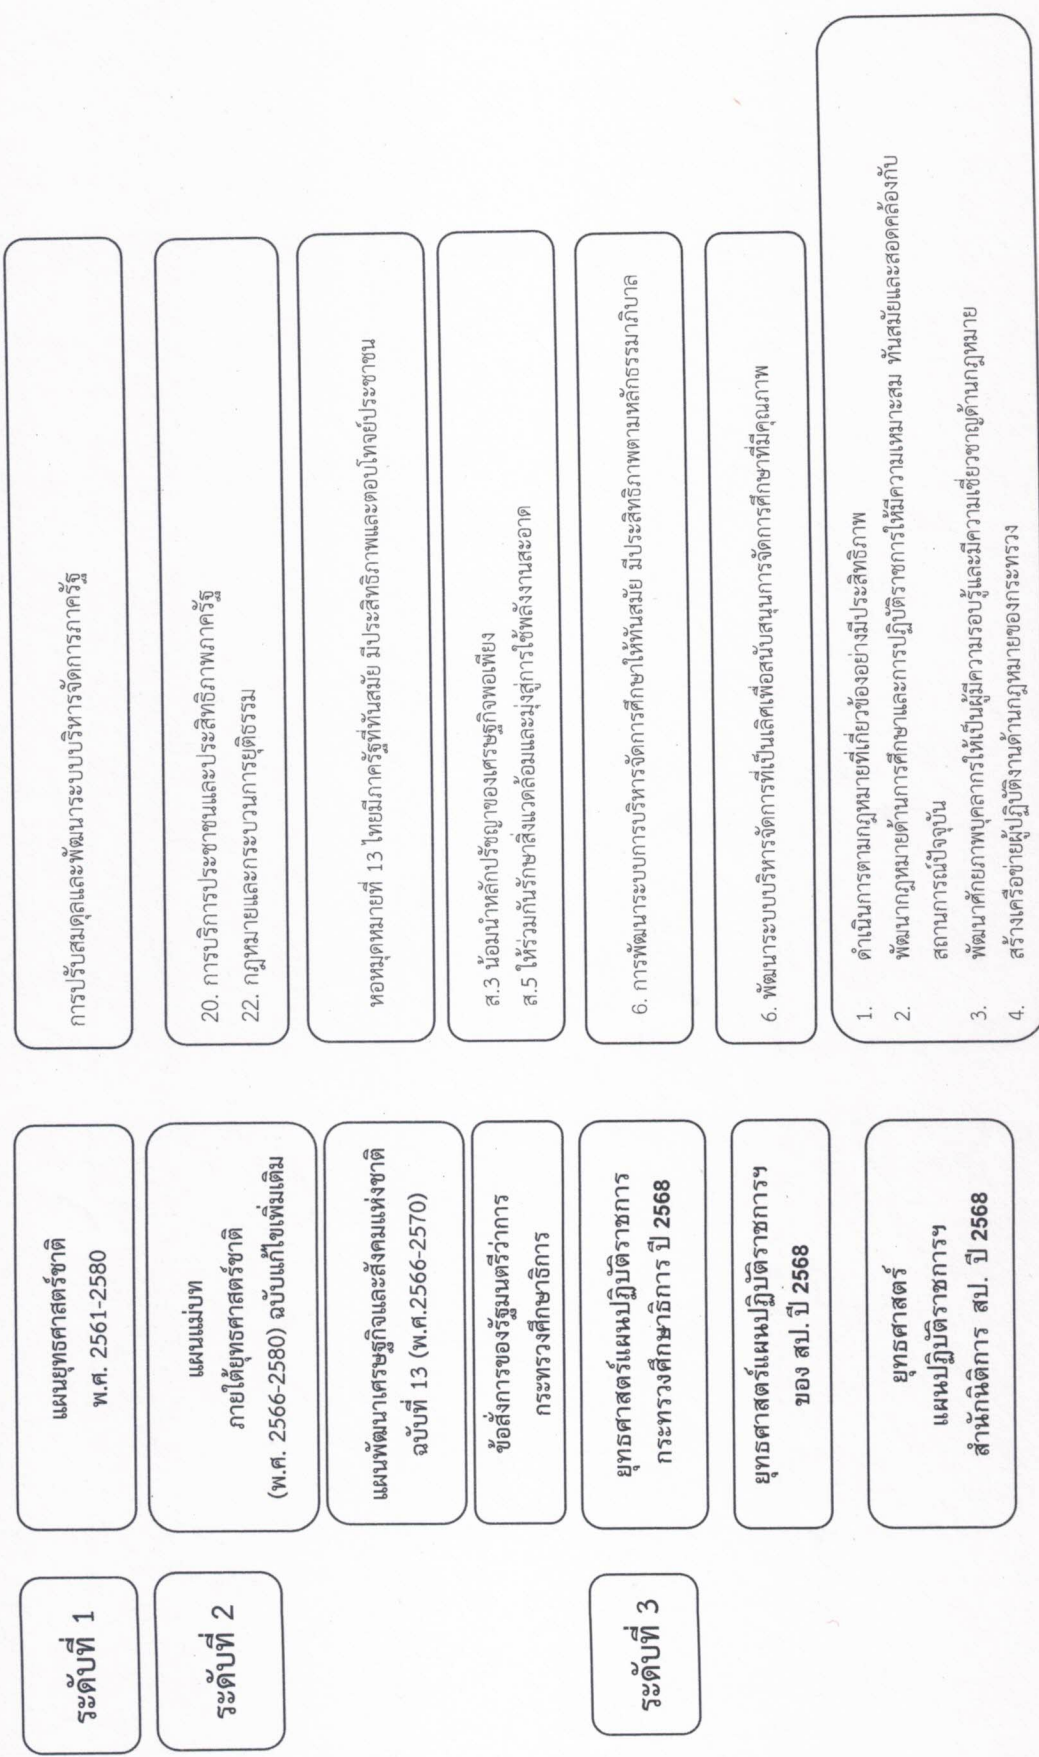 ระดับที่ 1
แผนยุทธศาสตร์ชาติ
พ.ศ. 2561-2580
การปรับสมดุลและพัฒนาระบบบริหารจัดการภาครัฐ
ระดับที่ 2
แผนแม่บท
ภายใต้ยุทธศาสตร์ชาติ
(พ.ศ. 2566-2580) ฉบับแก้ไขเพิ่มเติม
20. การบริการประชาชนและประสิทธิภาพภาครัฐ
22. กฎหมายและกระบวนการยุติธรรม
แผนพัฒนาเศรษฐกิจและสังคมแห่งชาติ
ฉบับที่ 13 (พ.ศ.2566-2570)
หอหมุดหมายที่ 13 ไทยมีภาครัฐที่ทันสมัย มีประสิทธิภาพและตอบโทจย์ประชาชน
ข้อสั่งการของรัฐมนตรีว่าการ
กระทรวงศึกษาธิการ
ส.3 น้อมนำหลักปรัชญาของเศรษฐกิจพอเพียง
ส.5 ให้ร่วมกันรักษาสิ่งแวดล้อมและมุ่งสู่การใช้พลังงานสะอาด
ระดับที่ 3
ยุทธศาสตร์แผนปฏิบัติราชการ
กระทรวงศึกษาธิการ ปี 2568
6. การพัฒนาระบบการบริหารจัดการศึกษาให้ทันสมัย มีประสิทธิภาพตามหลักธรรมาภิบาล
ยุทธศาสตร์แผนปฏิบัติราชการฯ
ของ สป. ปี 2568
6. พัฒนาระบบบริหารจัดการที่เป็นเลิศเพื่อสนับสนุนการจัดการศึกษาที่มีคุณภาพ
ยุทธศาสตร์
แผนปฏิบัติราชการฯ
สำนักนิติการ สป. ปี 2568
1. ดำเนินการตามกฎหมายที่เกี่ยวข้องอย่างมีประสิทธิภาพ
2. พัฒนากฎหมายด้านการศึกษาและการปฏิบัติราชการให้มีความเหมาะสม ทันสมัยและสอดคล้องกับ
สถานการณ์ปัจจุบัน
3. พัฒนาศักยภาพบุคลากรให้เป็นผู้มีความรอบรู้และมีความเชี่ยวชาญด้านกฎหมาย
4. สร้างเครือข่ายผู้ปฏิบัติงานด้านกฎหมายของกระทรวง